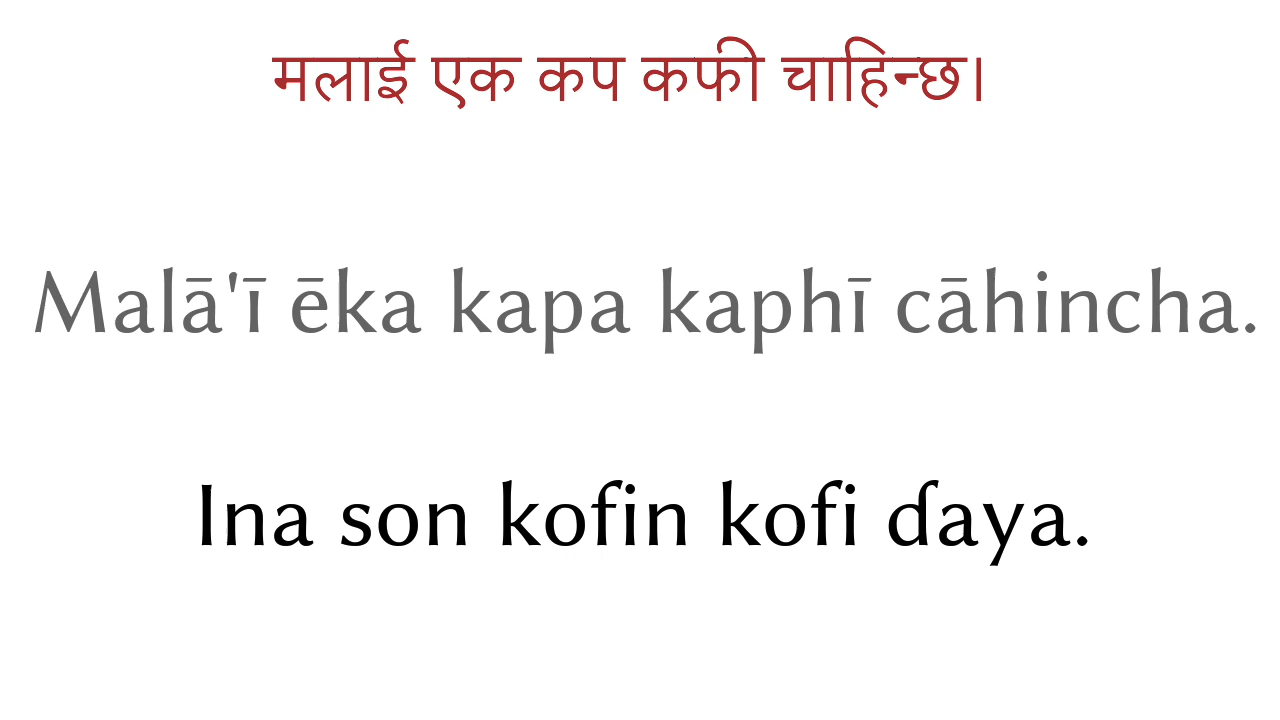 मलाई एक कप कफी चाहिन्छ।
Malā'ī ēka kapa kaphī cāhincha.
Ina son kofin kofi ɗaya.